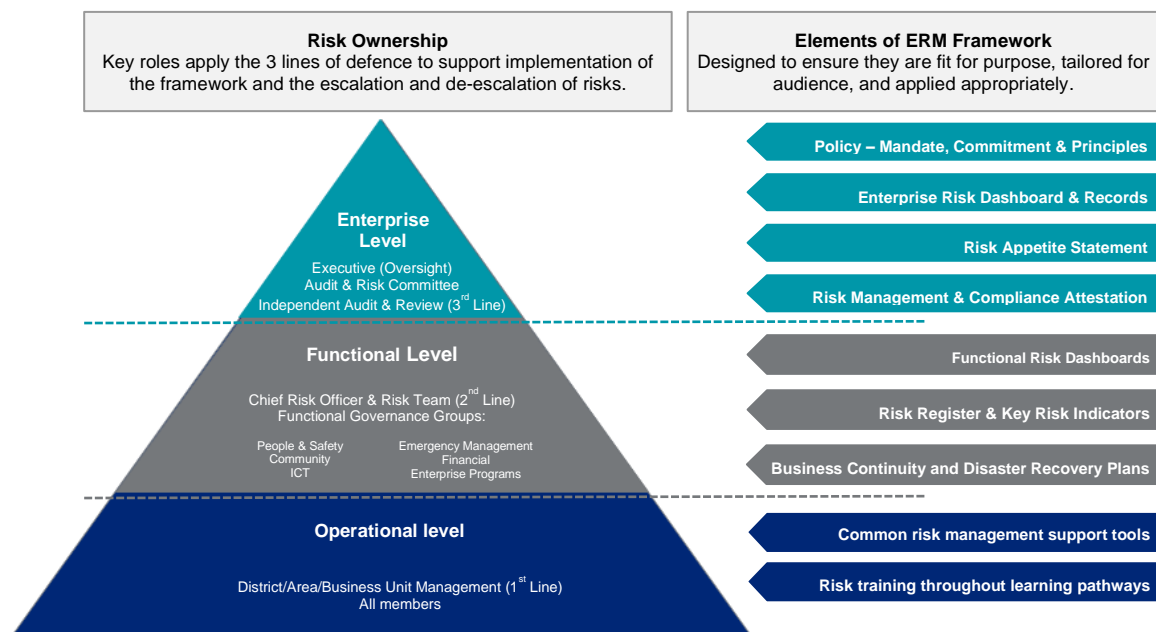 Risk Ownership
Key roles apply the 3 lines of defence to support implementation of
the framework and the escalation and de-escalation of risks.
Elements of ERM Framework
Designed to ensure they are fit for purpose, tailored for
audience, and applied appropriately.
Enterprise
Level
Executive (Oversight)
Audit & Risk Committee
Independent Audit & Review (3rd Line)
Policy – Mandate, Commitment & Principles
Enterprise Risk Dashboard & Records
Risk Appetite Statement
Risk Management & Compliance Attestation
Functional Level
Chief Risk Officer & Risk Team (2nd Line)
Functional Governance Groups:
People & Safety
Community
ICT
Emergency Management
Financial
Enterprise Programs
Functional Risk Dashboards
Risk Register & Key Risk Indicators
Business Continuity and Disaster Recovery Plans
Operational level
District/Area/Business Unit Management (1st Line)
All members
Common risk management support tools
Risk training throughout learning pathways